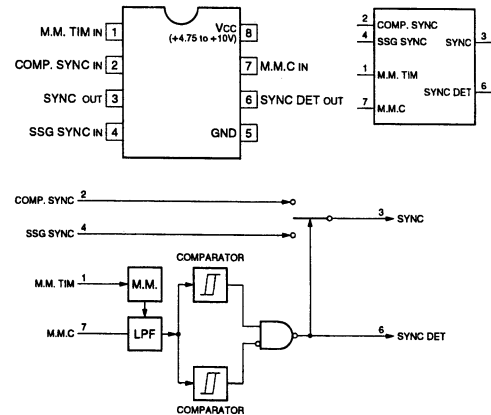 M.M. TIM IN 1
VCC 8
(+4.75 to +10V)
COMP. SYNC IN 2
7 M.M.C IN
SYNC OUT 3
6 SYNC DET OUT
SSG SYNC IN 4
GND 5
2 COMP. SYNC
4 SSG SYNC
SYNC 3
1 M.M. TIM
SYNC DET 6
7 M.M.C
COMP. SYNC 2
3 SYNC
SSG SYNC 4
COMPARATOR
M.M. TIM 1
M.M.
M.M.C 7
LPF
6 SYNC DET
COMPARATOR